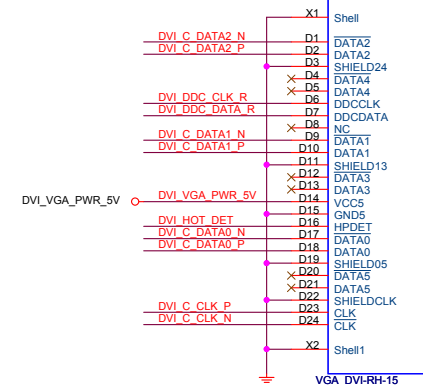 X1 Shell
DVI_C_DATA2_N D1 DATA2
DVI_C_DATA2_P D2 DATA2
D3 SHIELD24
D4 DATA4
D5 DATA4
DVI_DDC_CLK_R D6 DDCCLK
DVI_DDC_DATA_R D7 DDCDATA
D8 NC
DVI_C_DATA1_N D9 DATA1
DVI_C_DATA1_P D10 DATA1
D11 SHIELD13
D12 DATA3
D13 DATA3
DVI_VGA_PWR_5V DVI_VGA_PWR_5V D14 VCC5
D15 GND5
DVI_HOT_DET D16 HPDET
DVI_C_DATA0_N D17 DATA0
DVI_C_DATA0_P D18 DATA0
D19 SHIELD05
D20 DATA5
D21 DATA5
D22 SHIELDCLK
DVI_C_CLK_P D23 CLK
DVI_C_CLK_N D24 CLK
X2 Shell1
VGA_DVI-RH-15